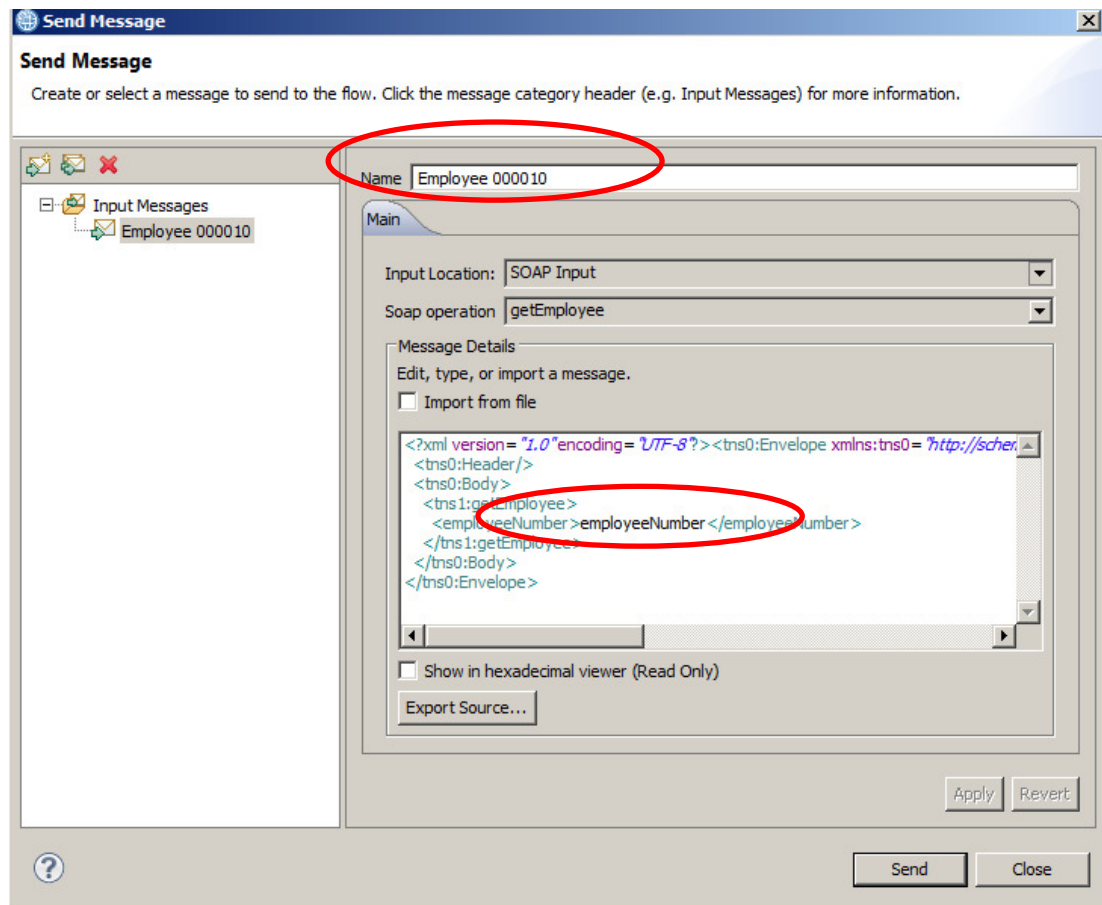 Send Message
Send Message
Create or select a message to send to the flow. Click the message category header (e.g. Input Messages) for more information.
Input Messages
Employee 000010
Name Employee 000010
Main
Input Location: SOAP Input
Soap operation getEmployee
Message Details
Edit, type, or import a message.
Import from file
<?xml version="1.0"encoding="UTF-8"?><tns0:Envelope xmlns:tns0="http://scher
<tns0:Header/>
<tns0:Body>
<tns1:getEmployee>
<employeeNumber>employeeNumber</employeeNumber>
</tns1:getEmployee>
</tns0:Body>
</tns0:Envelope>
Show in hexadecimal viewer (Read Only)
Export Source...
Apply Revert
? Send Close